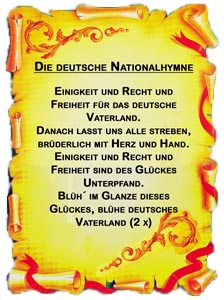 Die deutsche Nationalhymne
Einigkeit und Recht und
Freiheit für das deutsche
Vaterland.
Danach lasst uns alle streben,
brüderlich mit Herz und Hand.
Einigkeit und Recht und
Freiheit sind des Glückes
Unterpfand.
Blüh´ im Glanze dieses
Glückes, blühe deutsches
Vaterland (2 x)